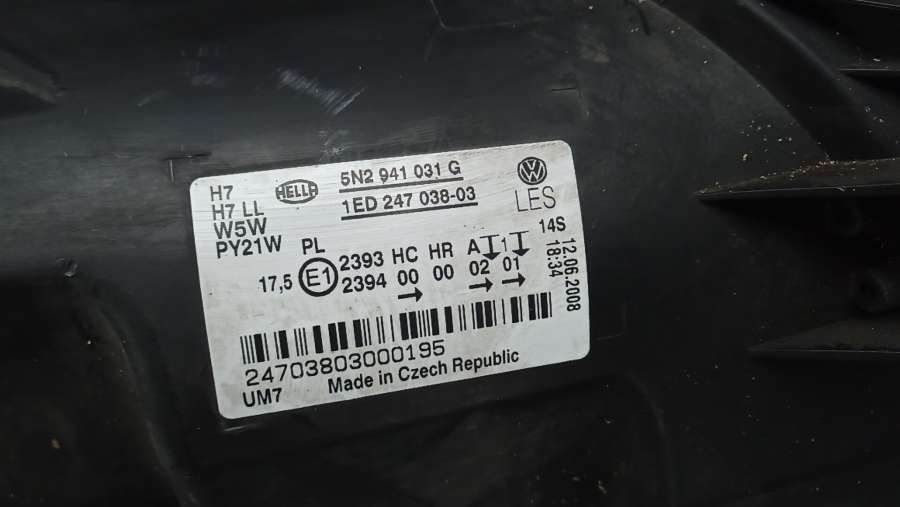 H7
H7 LL
W5W
PY21W
HELLA
5N2 941 031 G
1ED 247 038-03
VW
LES
14S
PL
17,5 E1 2393 HC HR A 1
2394 00 00 02 01
12.06.2008
18:34
24703803000195
UM7 Made in Czech Republic